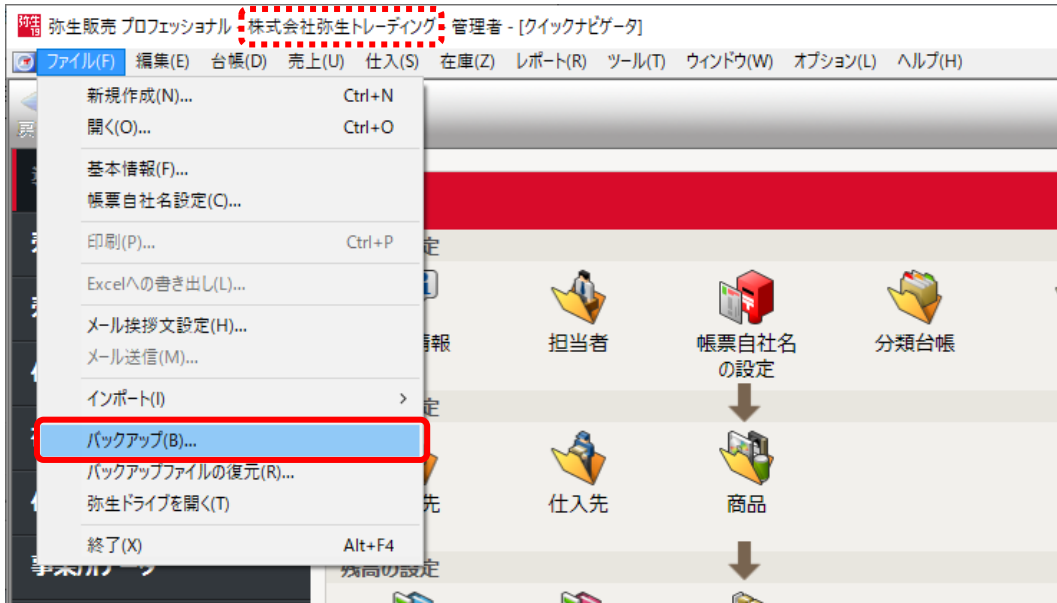 弥生 19 弥生販売 プロフェッショナル - 株式会社弥生トレーディング - 管理者 - [クイックナビゲータ]
ファイル(F) 編集(E) 台帳(D) 売上(U) 仕入(S) 在庫(Z) レポート(R) ツール(T) ウィンドウ(W) オプション(L) ヘルプ(H)
新規作成(N)... Ctrl+N
開く(O)... Ctrl+O
基本情報(F)...
帳票自社名設定(C)...
印刷(P)... Ctrl+P
Excelへの書き出し(L)...
メール挨拶文設定(H)...
メール送信(M)...
インポート(I)
バックアップ(B)...
バックアップファイルの復元(R)...
弥生ドライブを開く(T)
終了(X) Alt+F4
定
情報 担当者 帳票自社名の設定 分類台帳
定
先 仕入先 商品
事業所データ 残高の設定